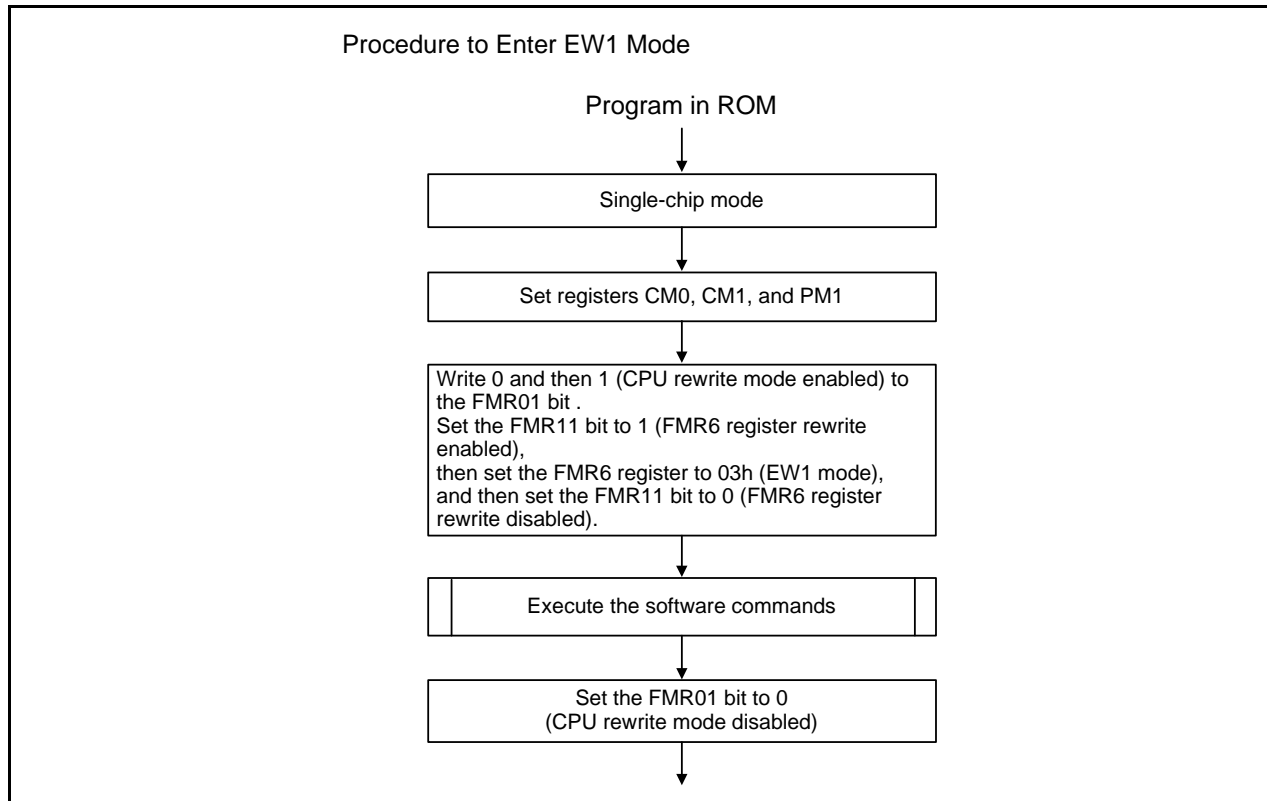 Procedure to Enter EW1 Mode
Program in ROM
Single-chip mode
Set registers CM0, CM1, and PM1
Write 0 and then 1 (CPU rewrite mode enabled) to
the FMR01 bit .
Set the FMR11 bit to 1 (FMR6 register rewrite
enabled),
then set the FMR6 register to 03h (EW1 mode),
and then set the FMR11 bit to 0 (FMR6 register
rewrite disabled).
Execute the software commands
Set the FMR01 bit to 0
(CPU rewrite mode disabled)